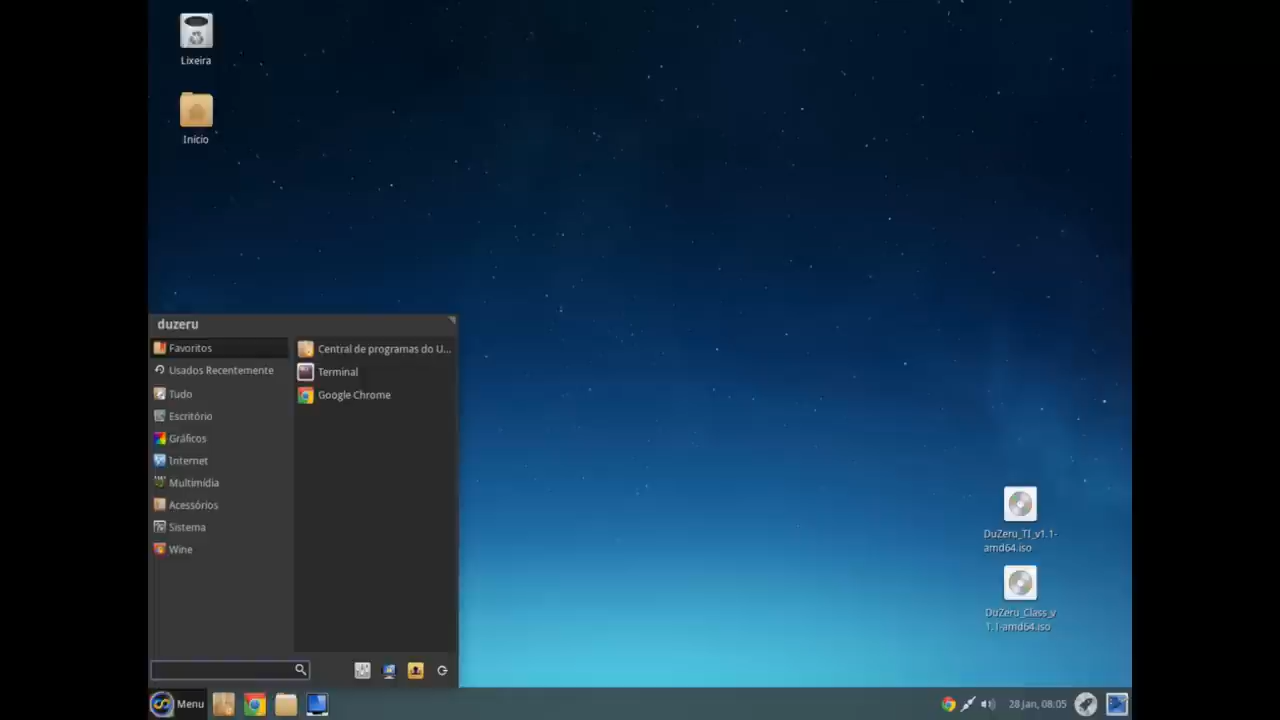 Lixeira
Início
duzeru
Favoritos
Usados Recentemente
Tudo
Escritório
Gráficos
Internet
Multimídia
Acessórios
Sistema
Wine
Central de programas do U...
Terminal
Google Chrome
DuZeru_TI_v1.1-
amd64.iso
DuZeru_Class_v
1.1-amd64.iso
Menu
28 Jan, 08:05